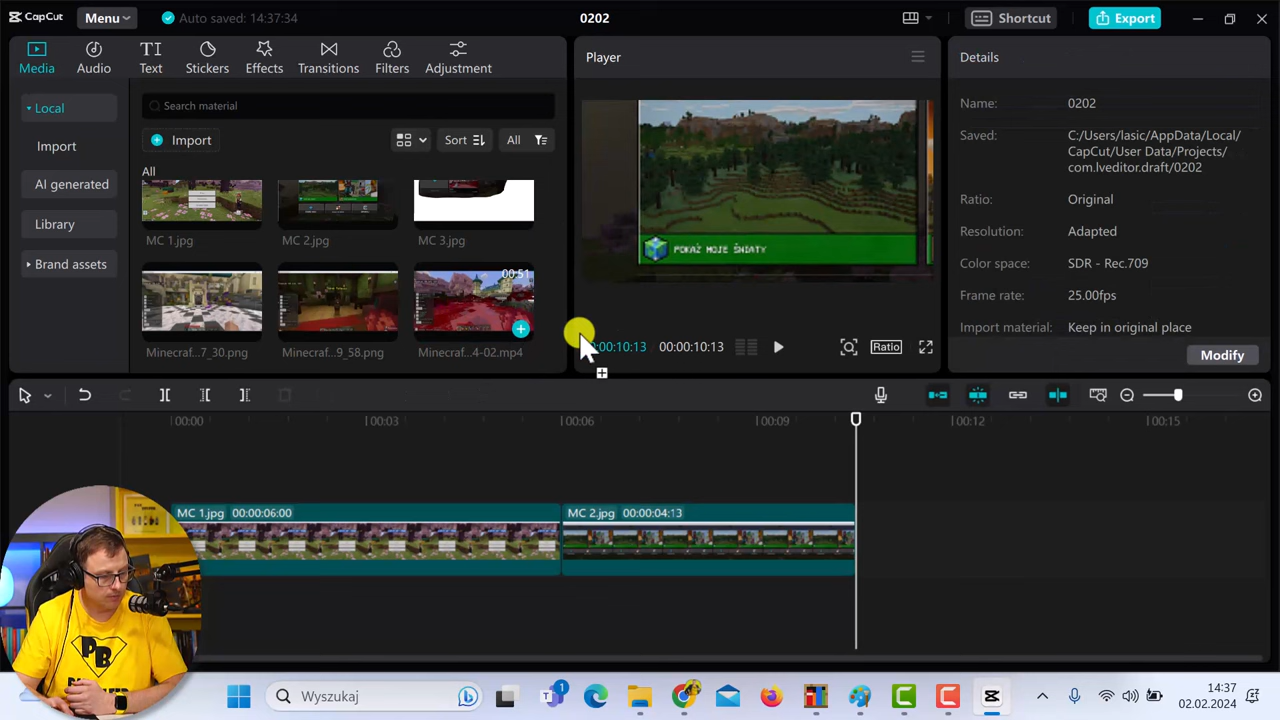 CapCut
Menu
Auto saved: 14:37:34
0202
Shortcut
Export
Media
Audio
TI
Text
Stickers
Effects
Transitions
Filters
Adjustment
Player
Details
Local
Import
AI generated
Library
Brand assets
Search material
Import
Sort
All
All
MC 1.jpg
MC 2.jpg
MC 3.jpg
00:51
Minecraf...7_30.png
Minecraf...9_58.png
Minecraf...4-02.mp4
POKAŻ MOJE ŚWIATY
:00:10:13
00:00:10:13
Ratio
Name:
0202
Saved:
C:/Users/lasic/AppData/Local/
CapCut/User Data/Projects/
com.lveditor.draft/0202
Ratio:
Original
Resolution:
Adapted
Color space:
SDR - Rec.709
Frame rate:
25.00fps
Import material:
Keep in original place
Modify
00:00
00:03
00:06
00:09
00:12
00:15
MC 1.jpg 00:00:06:00
MC 2.jpg 00:00:04:13
PB
Wyszukaj
1
14:37
02.02.2024